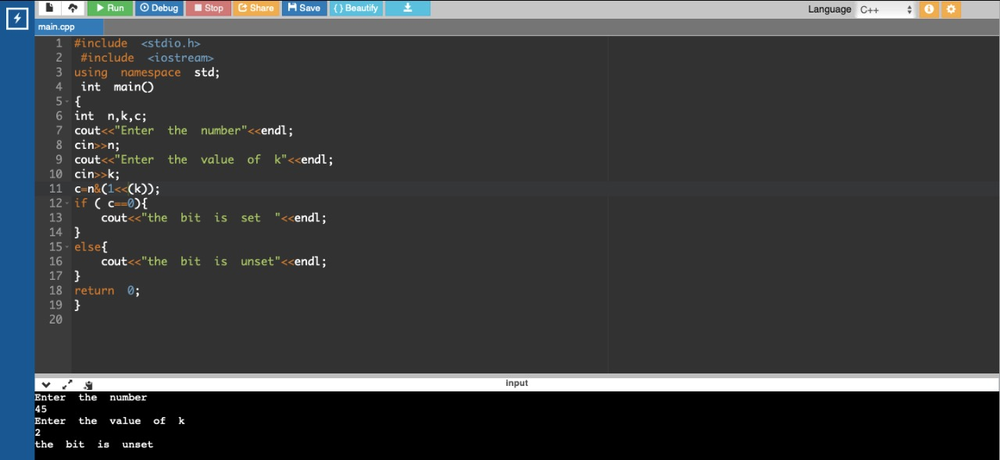 Run Debug Stop Share Save { } Beautify Language C++
main.cpp
1 #include <stdio.h>
2 #include <iostream>
3 using namespace std;
4 int main()
5 {
6 int n,k,c;
7 cout<<"Enter the number"<<endl;
8 cin>>n;
9 cout<<"Enter the value of k"<<endl;
10 cin>>k;
11 c=n&(1<<(k));
12 if ( c==0){
13 cout<<"the bit is set "<<endl;
14 }
15 else{
16 cout<<"the bit is unset"<<endl;
17 }
18 return 0;
19 }
20
input
Enter the number
45
Enter the value of k
2
the bit is unset